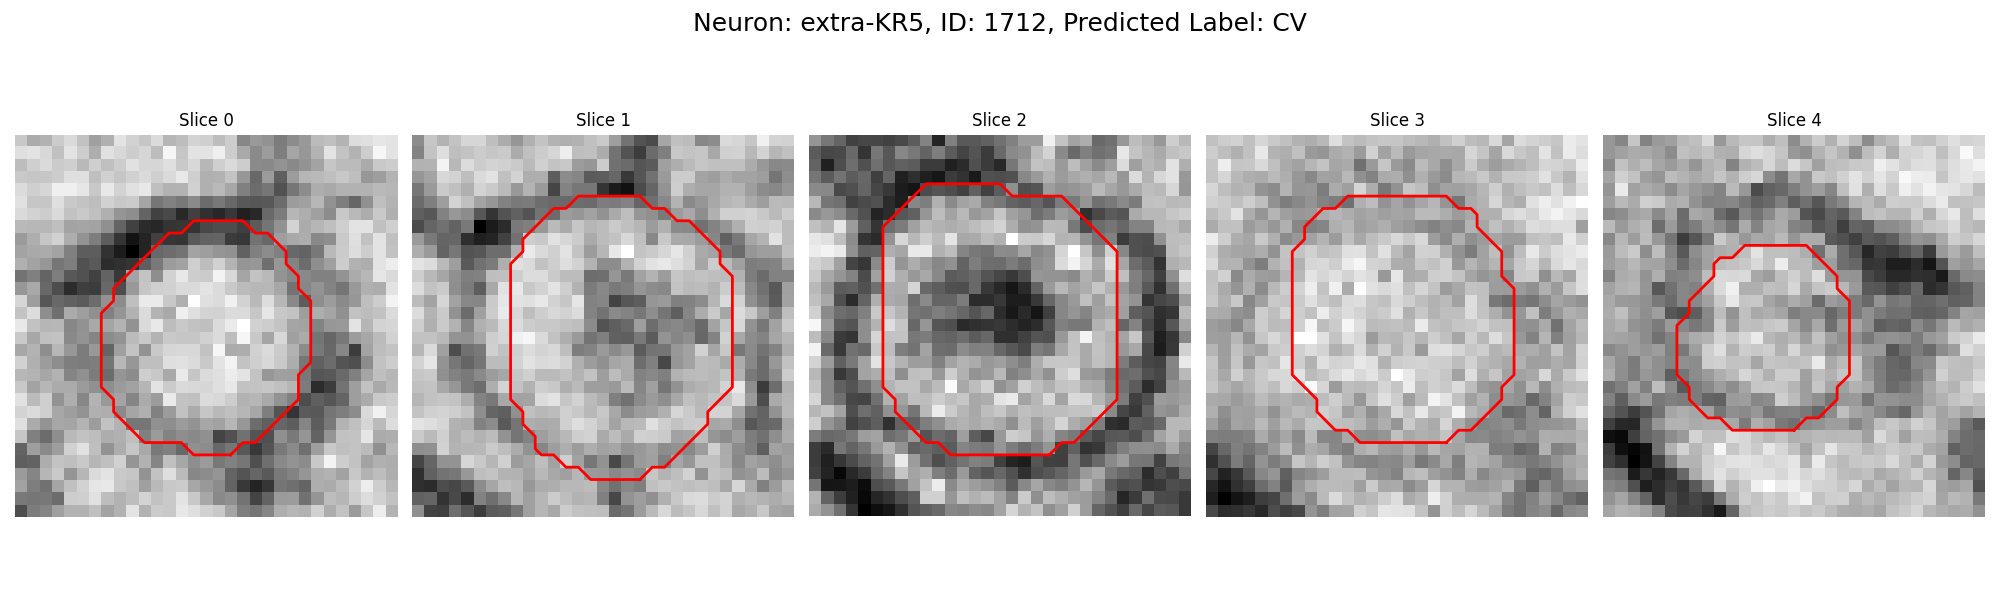 Neuron: extra-KR5, ID: 1712, Predicted Label: CV
Slice 0
Slice 1
Slice 2
Slice 3
Slice 4